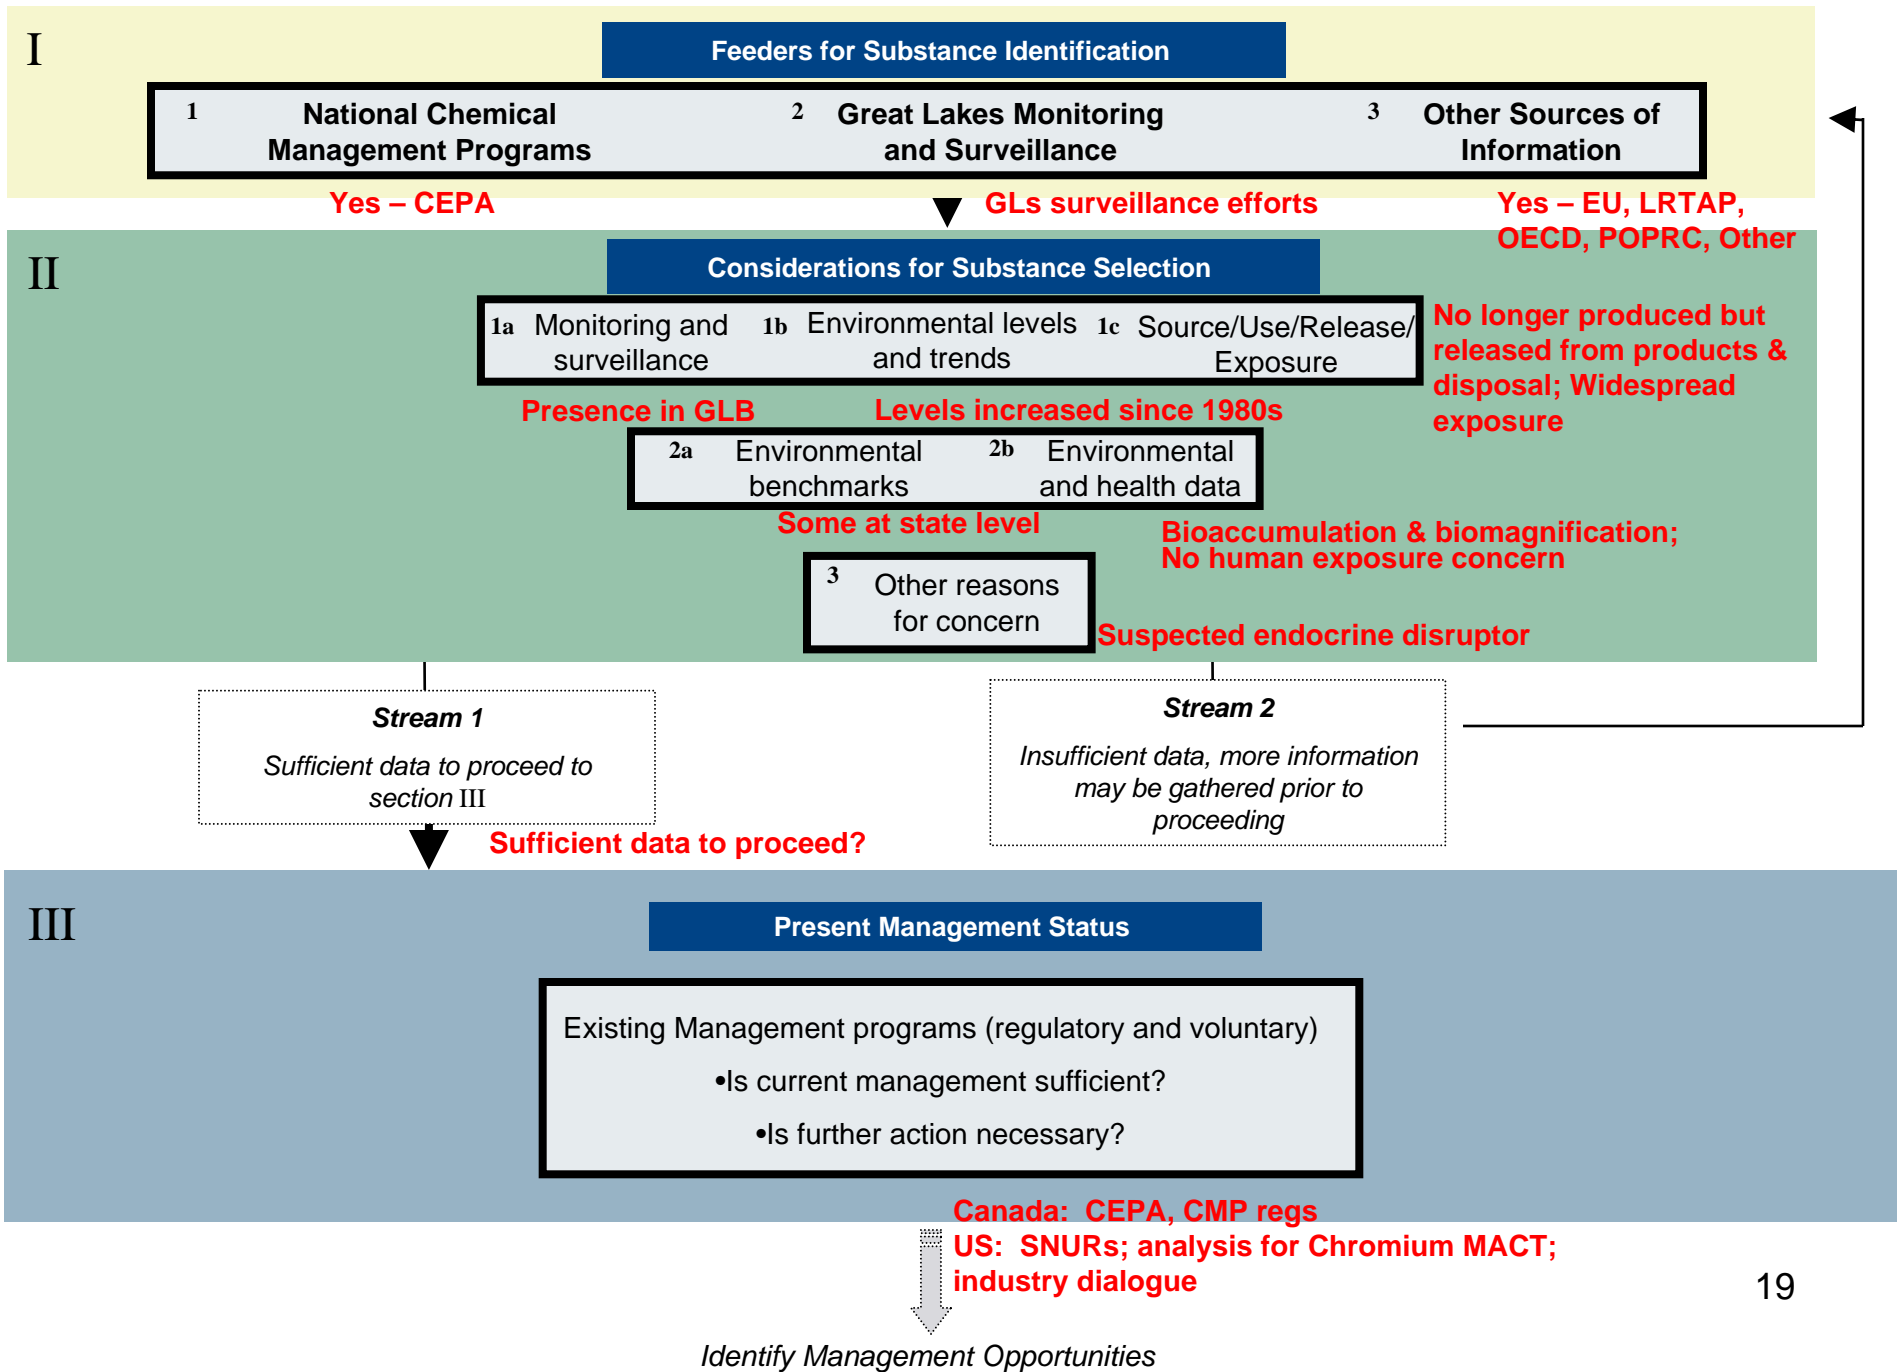 I
Feeders for Substance Identification
1 National Chemical
Management Programs
2 Great Lakes Monitoring
and Surveillance
3 Other Sources of
Information
Yes – CEPA
GLs surveillance efforts
Yes – EU, LRTAP,
OECD, POPRC, Other
II
Considerations for Substance Selection
1a Monitoring and
surveillance
1b Environmental levels
and trends
1c Source/Use/Release/
Exposure
No longer produced but
released from products &
disposal; Widespread
exposure
Presence in GLB
Levels increased since 1980s
2a Environmental
benchmarks
2b Environmental
and health data
Some at state level
Bioaccumulation & biomagnification;
No human exposure concern
3 Other reasons
for concern
Suspected endocrine disruptor
Stream 1
Sufficient data to proceed to
section III
Stream 2
Insufficient data, more information
may be gathered prior to
proceeding
Sufficient data to proceed?
III
Present Management Status
Existing Management programs (regulatory and voluntary)
•Is current management sufficient?
•Is further action necessary?
Canada: CEPA, CMP regs
US: SNURs; analysis for Chromium MACT;
industry dialogue
19
Identify Management Opportunities